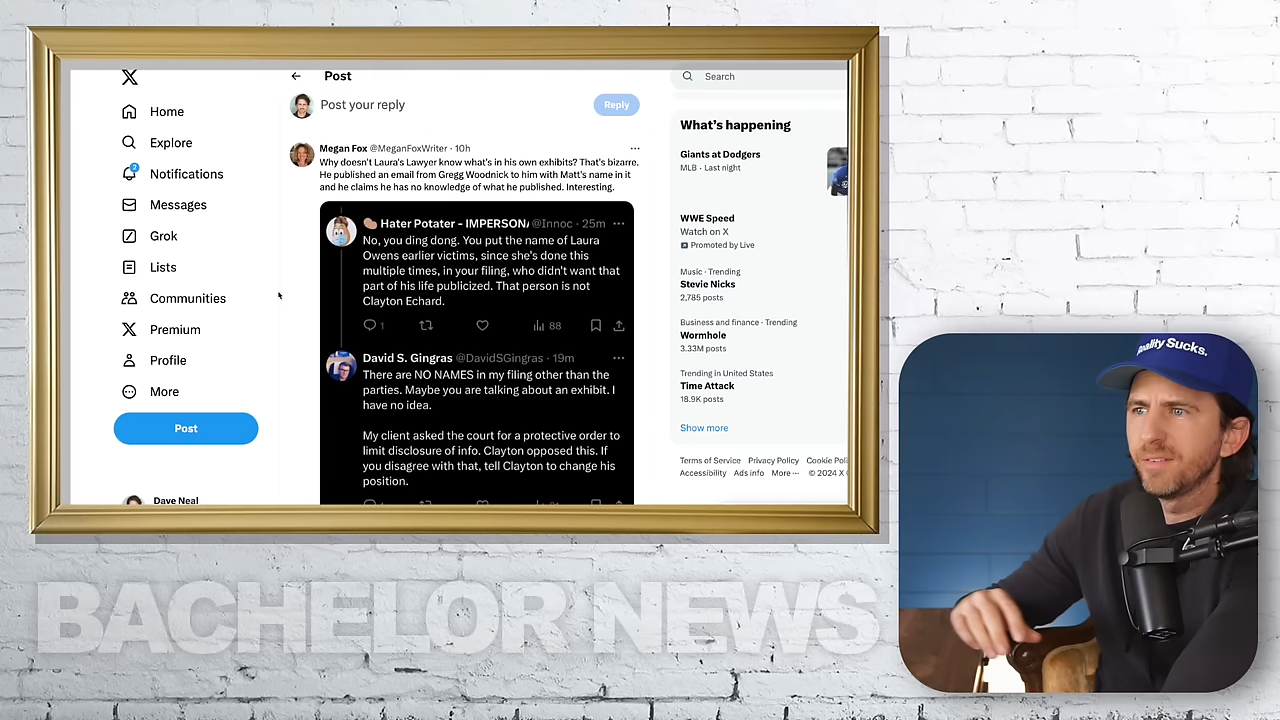 Post
Search
Home
Explore
2
Notifications
Messages
Grok
Lists
Communities
Premium
Profile
More
Post
Dave Neal
Post your reply
Reply
Megan Fox @MeganFoxWriter · 10h
Why doesn't Laura's Lawyer know what's in his own exhibits? That's bizarre.
He published an email from Gregg Woodnick to him with Matt's name in it
and he claims he has no knowledge of what he published. Interesting.
Hater Potater - IMPERSON @Innoc · 25m
No, you ding dong. You put the name of Laura
Owens earlier victims, since she's done this
multiple times, in your filing, who didn't want that
part of his life publicized. That person is not
Clayton Echard.
1
88
David S. Gingras @DavidSGingras · 19m
There are NO NAMES in my filing other than the
parties. Maybe you are talking about an exhibit. I
have no idea.
My client asked the court for a protective order to
limit disclosure of info. Clayton opposed this. If
you disagree with that, tell Clayton to change his
position.
What's happening
Giants at Dodgers
MLB · Last night
WWE Speed
Watch on X
Promoted by Live
Music · Trending
Stevie Nicks
2,785 posts
Business and finance · Trending
Wormhole
3.33M posts
Trending in United States
Time Attack
18.9K posts
Show more
Terms of Service Privacy Policy Cookie Poli
Accessibility Ads info More ··· © 2024 X
Reality Sucks.
BACHELOR NEWS